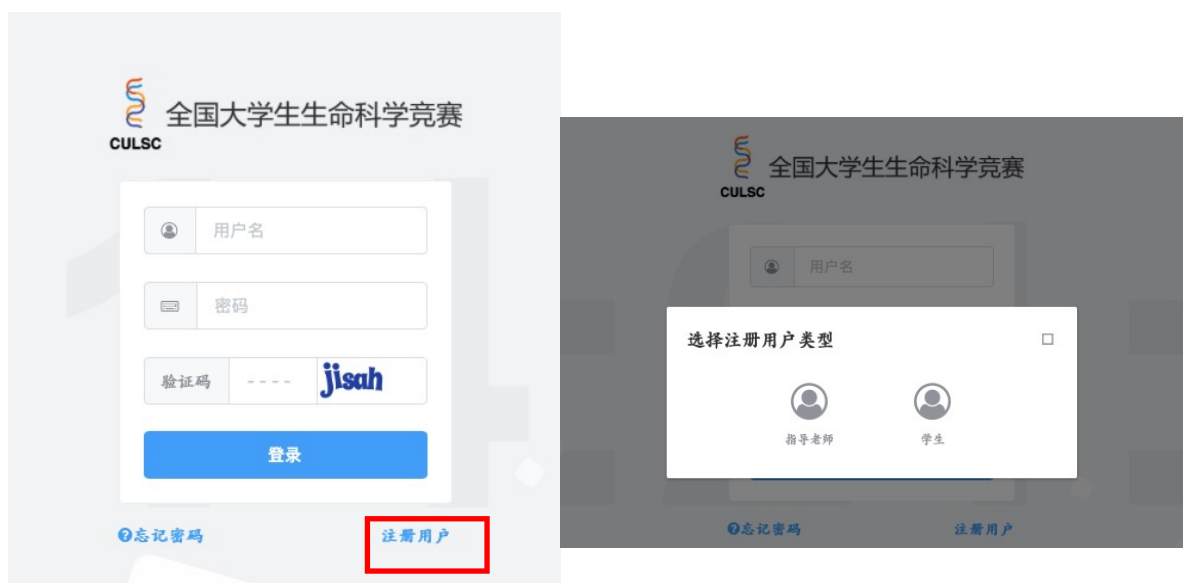 全国大学生生命科学竞赛
CULSC
用户名
密码
验证码 ---- jisah
登录
忘记密码 注册用户
全国大学生生命科学竞赛
CULSC
用户名
选择注册用户类型
指导老师 学生
忘记密码 注册用户